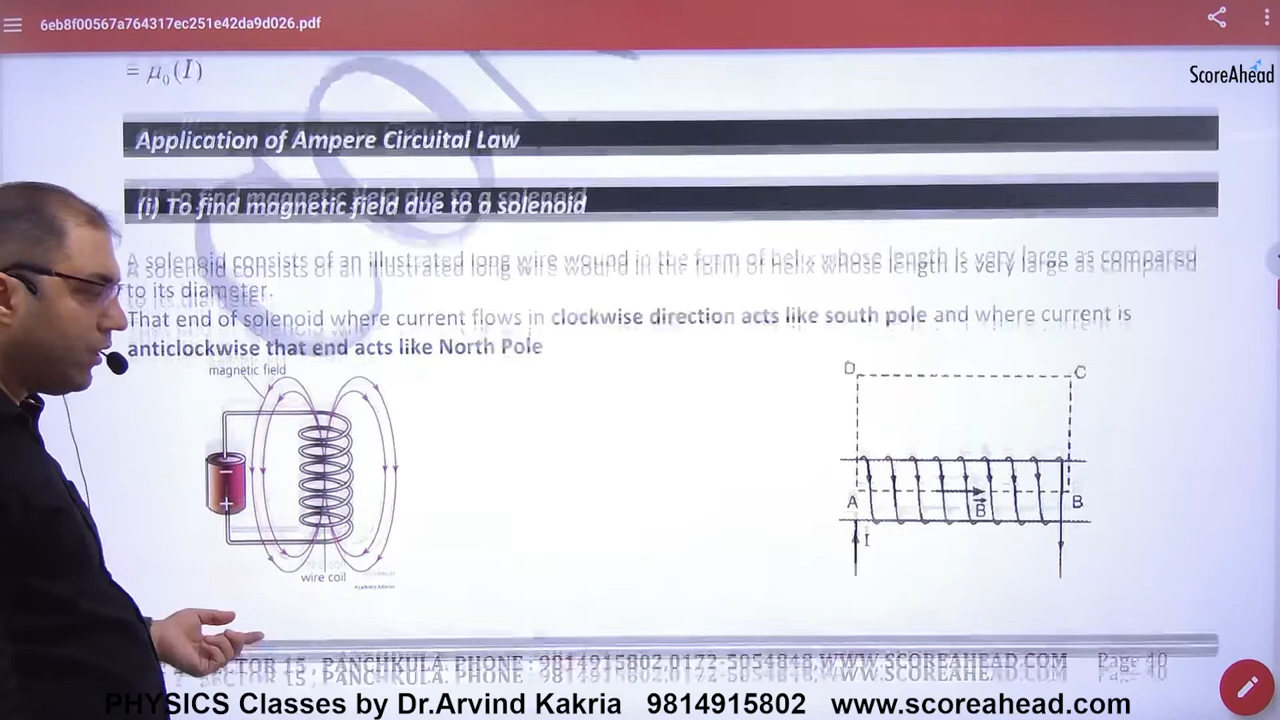 6eb8f00567a764317ec251e42da9d026.pdf
= μ₀(I)
ScoreAhead
Application of Ampere Circuital Law
(i) To find magnetic field due to a solenoid
A solenoid consists of an illustrated long wire wound in the form of helix whose length is very large as compared
to its diameter.
That end of solenoid where current flows in clockwise direction acts like south pole and where current is
anticlockwise that end acts like North Pole
magnetic field
D C
−
+
A B⃗ B
I
wire coil
SECTOR 15, PANCHKULA. PHONE : 9814915802,0172-5054848,WWW.SCOREAHEAD.COM Page 40
PHYSICS Classes by Dr.Arvind Kakria 9814915802 www.scoreahead.com